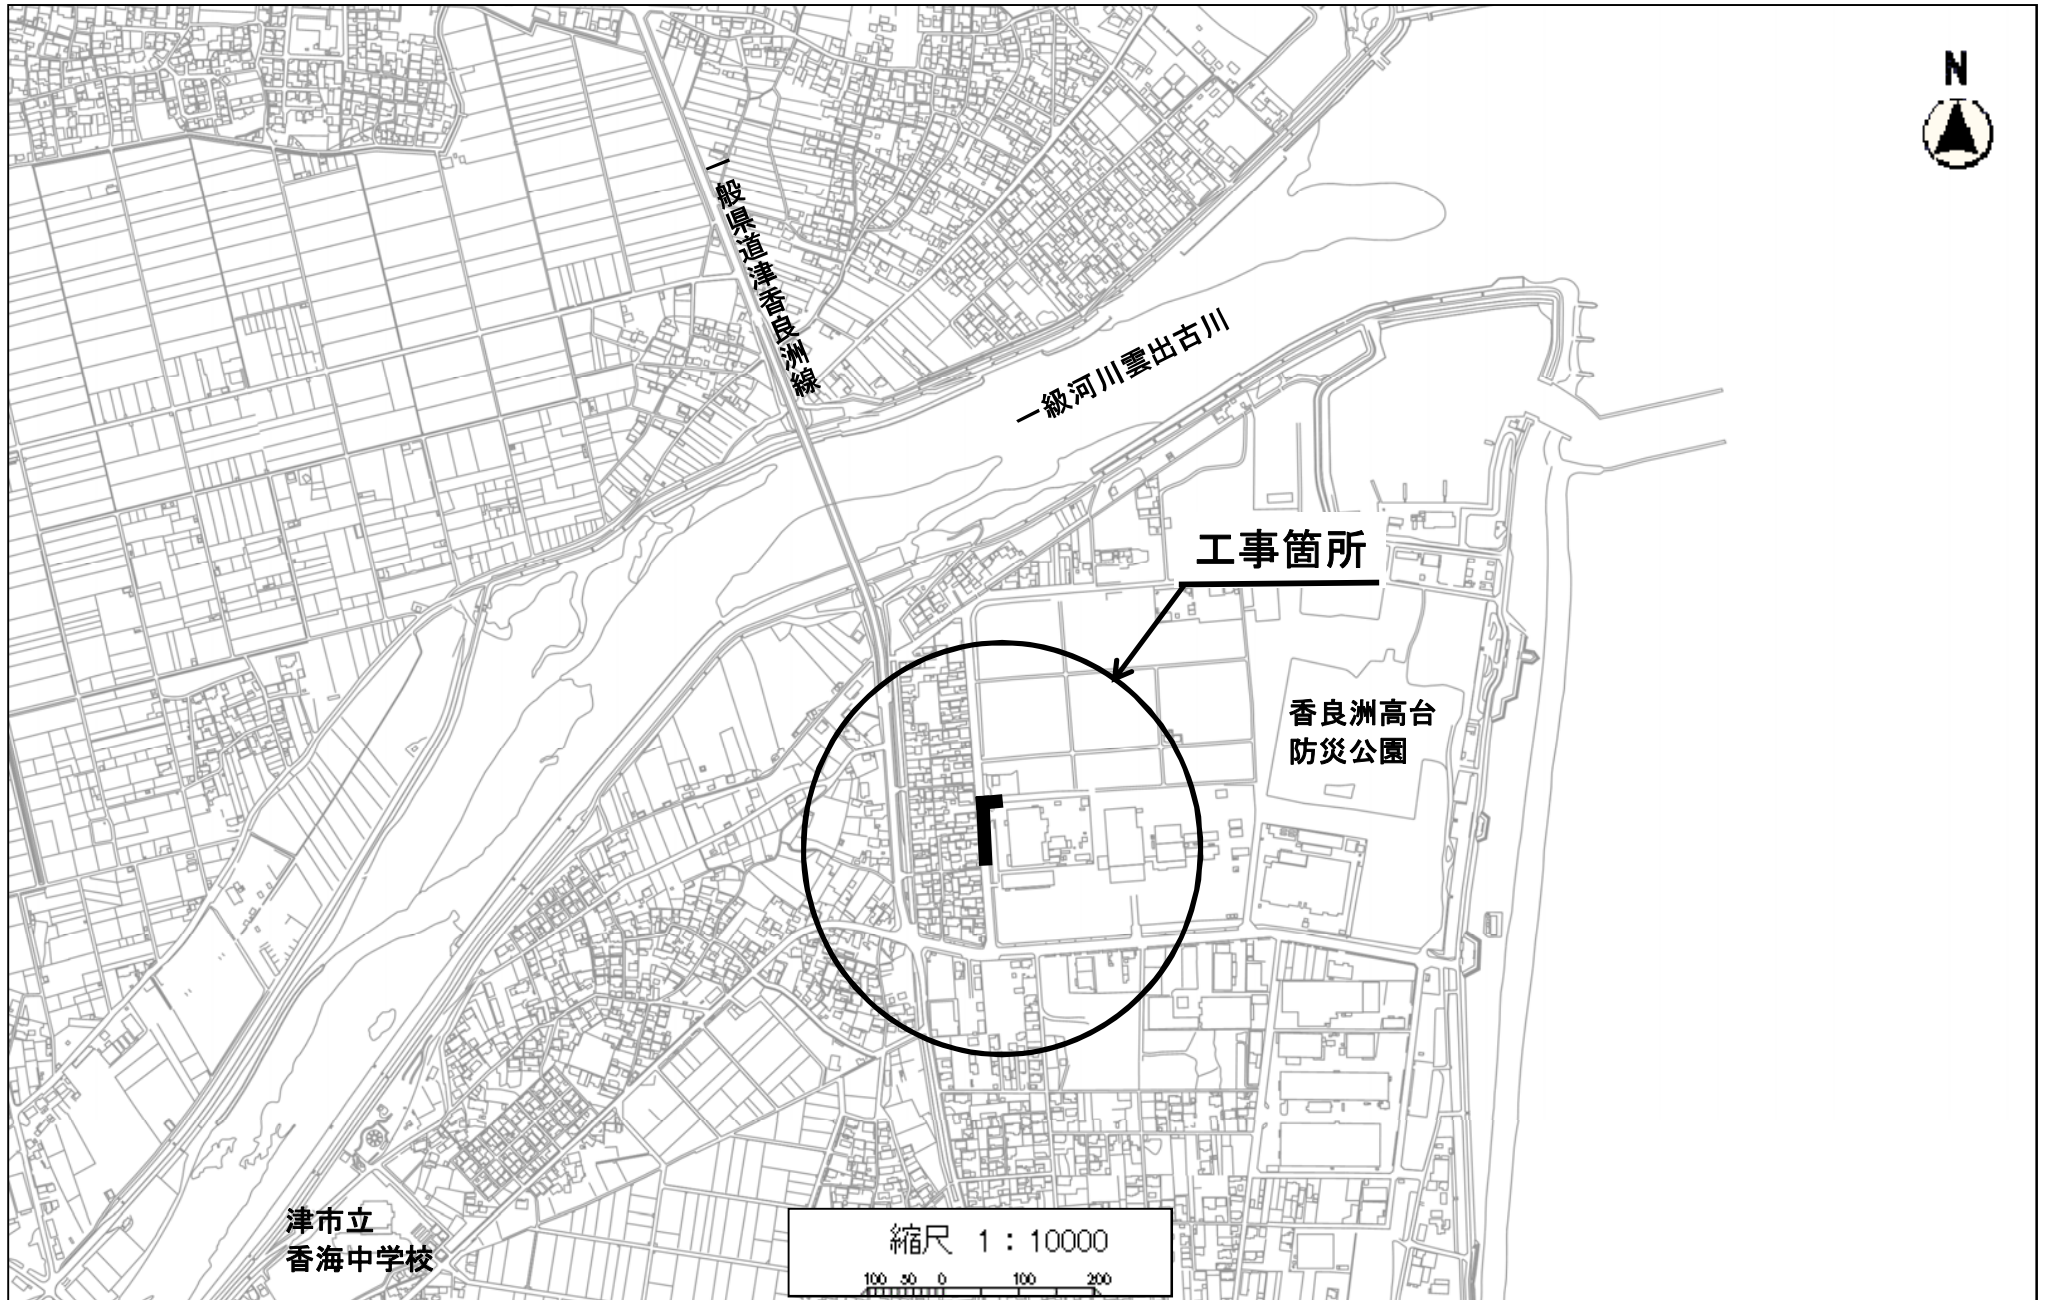 N
一般県道津香良洲線
一級河川雲出古川
工事箇所
香良洲高台
防災公園
津市立
香海中学校
縮尺 1：10000
100 50 0 100 200